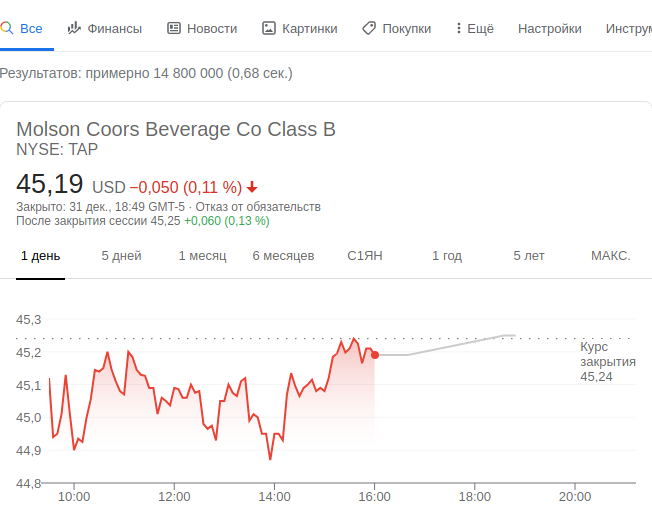 Все Финансы Новости Картинки Покупки Ещё Настройки Инструм
Результатов: примерно 14 800 000 (0,68 сек.)
Molson Coors Beverage Co Class B
NYSE: TAP
45,19 USD −0,050 (0,11 %)
Закрыто: 31 дек., 18:49 GMT-5 · Отказ от обязательств
После закрытия сессии 45,25 +0,060 (0,13 %)
1 день 5 дней 1 месяц 6 месяцев С1ЯН 1 год 5 лет МАКС.
45,3
45,2
45,1
45,0
44,9
44,8
Курс
закрытия
45,24
10:00 12:00 14:00 16:00 18:00 20:00